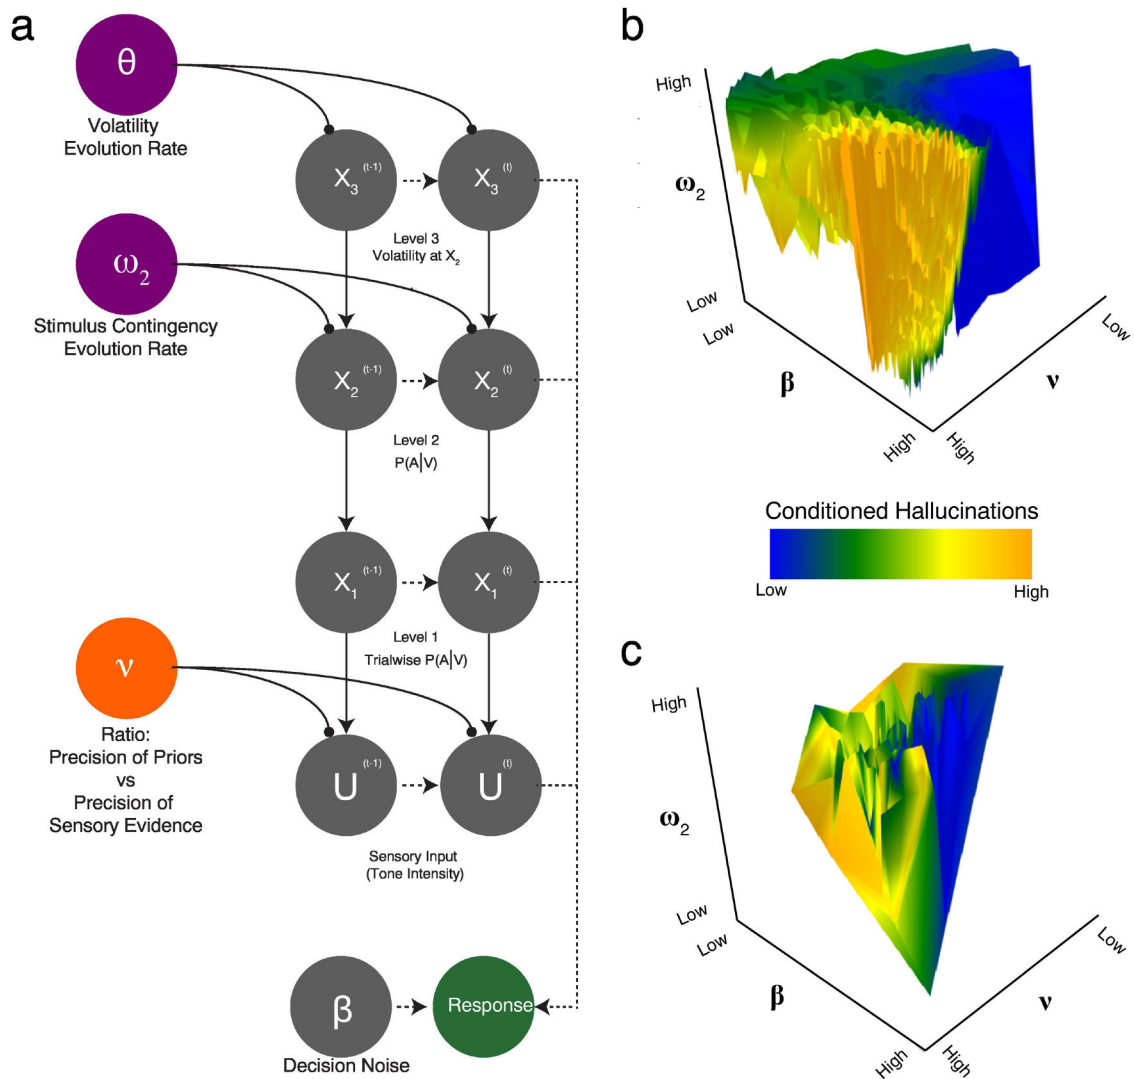 a
θ
Volatility
Evolution Rate
X3 (t-1)
X3 (t)
Level 3
Volatility at X2
ω2
Stimulus Contingency
Evolution Rate
X2 (t-1)
X2 (t)
Level 2
P(A|V)
X1 (t-1)
X1 (t)
Level 1
Trialwise P(A|V)
ν
Ratio:
Precision of Priors
vs
Precision of
Sensory Evidence
U (t-1)
U (t)
Sensory Input
(Tone Intensity)
β
Decision Noise
Response
b
High
ω2
Low
Low
β
High
High
ν
Low
Conditioned Hallucinations
Low
High
c
High
ω2
Low
Low
β
High
High
ν
Low